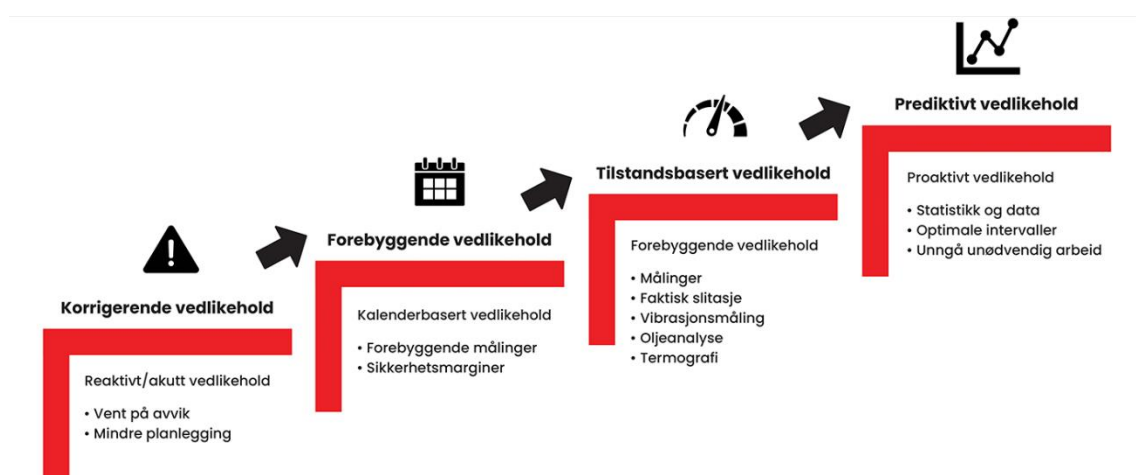 Korrigerende vedlikehold
Reaktivt/akutt vedlikehold
• Vent på avvik
• Mindre planlegging
Forebyggende vedlikehold
Kalenderbasert vedlikehold
• Forebyggende målinger
• Sikkerhetsmarginer
Tilstandsbasert vedlikehold
Forebyggende vedlikehold
• Målinger
• Faktisk slitasje
• Vibrasjonsmåling
• Oljeanalyse
• Termografi
Prediktivt vedlikehold
Proaktivt vedlikehold
• Statistikk og data
• Optimale intervaller
• Unngå unødvendig arbeid